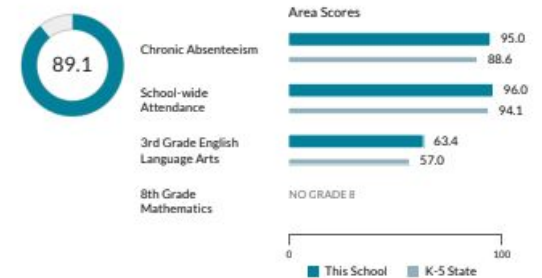 Area Scores
89.1
Chronic Absenteeism
95.0
88.6
School-wide
Attendance
96.0
94.1
3rd Grade English
Language Arts
63.4
57.0
8th Grade
Mathematics
NO GRADE 8
0
100
This School
K-5 State